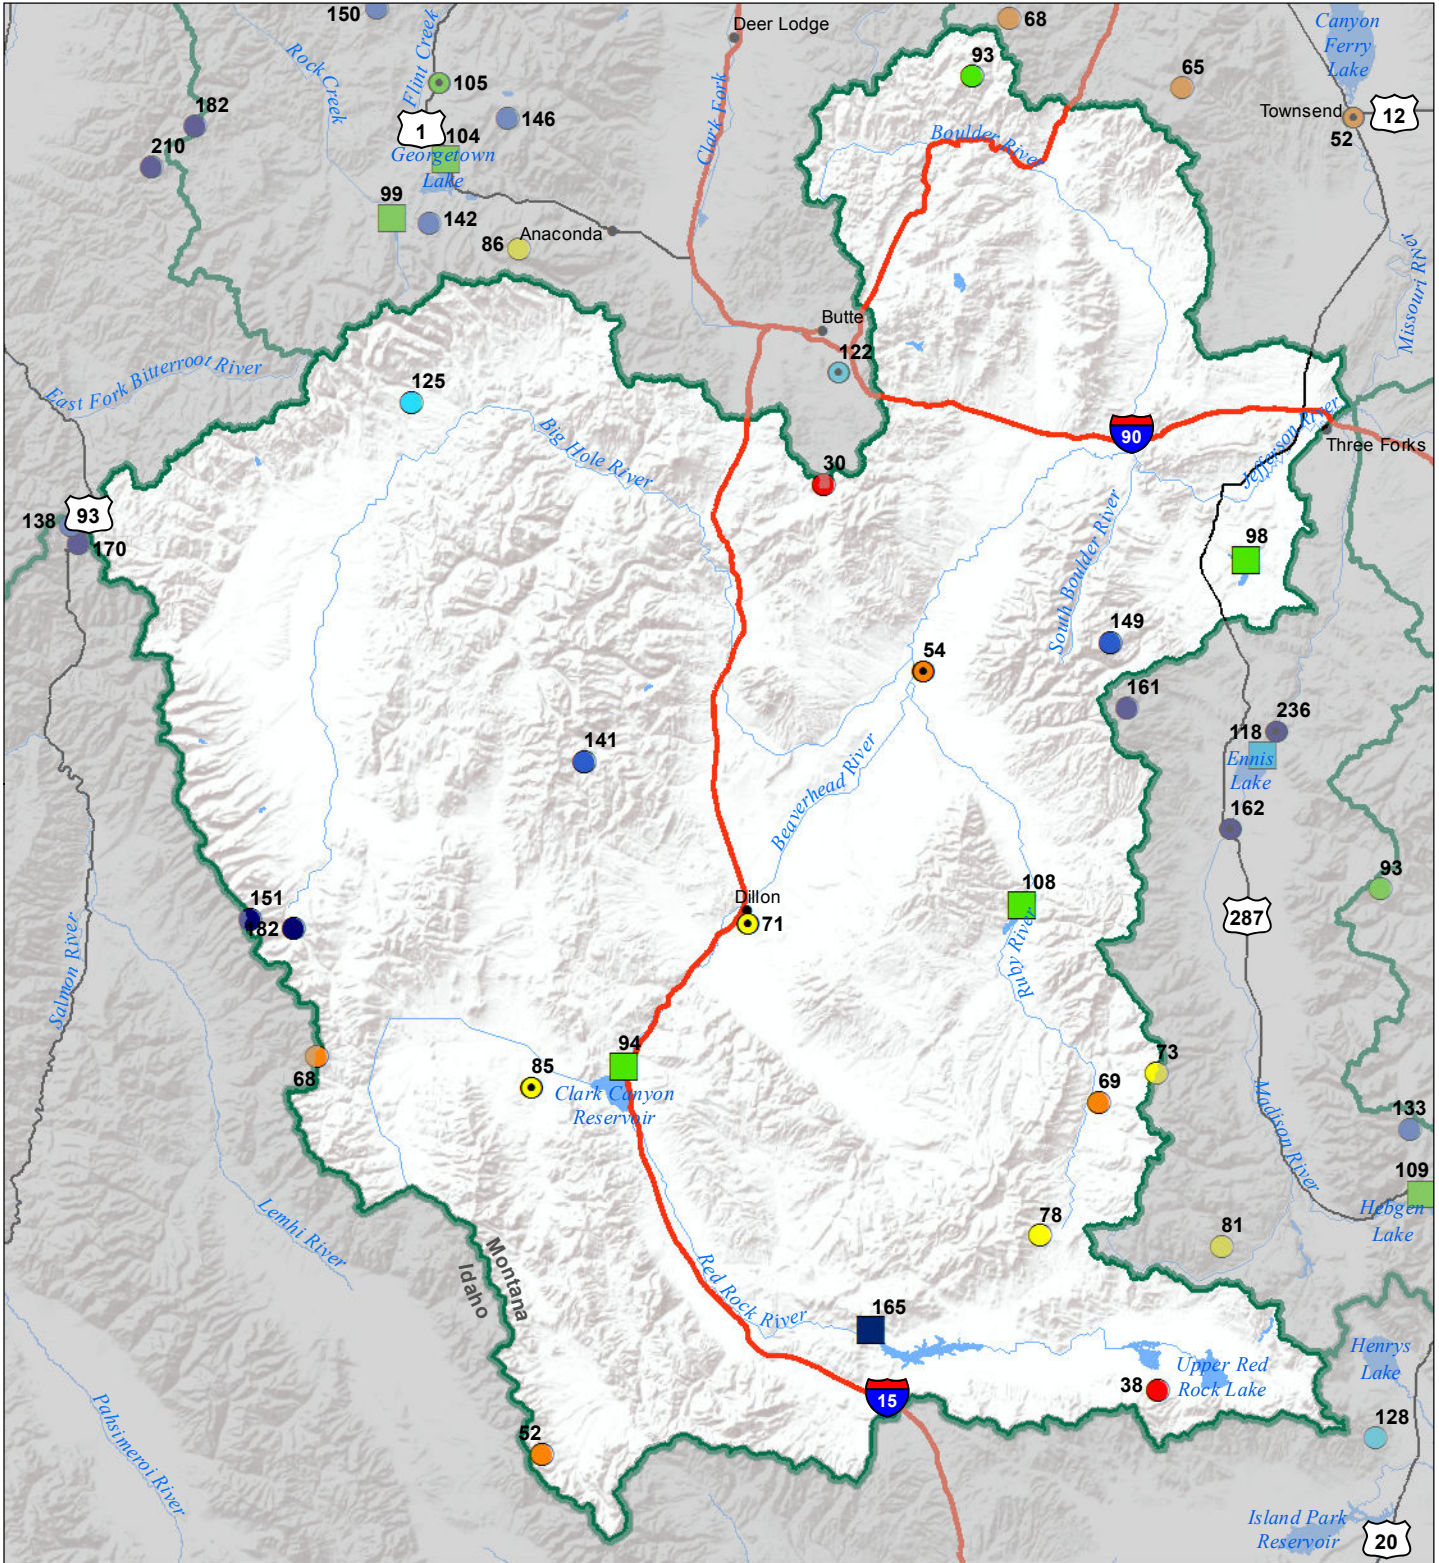 150
Deer Lodge
68
Canyon
Ferry
Lake
Rock Creek
Flint Creek
105
93
65
Clark Fork
182
1
146
Townsend
12
52
104
Boulder River
210
Georgetown
Lake
99
142
86
Anaconda
Missouri River
Butte
122
East Fork Bitterroot River
125
Big Hole River
90
Jefferson River
Three Forks
30
93
138
170
98
South Boulder River
149
54
161
236
118
Ennis
Lake
141
Beaverhead River
162
Dillon
71
108
93
151
182
287
Salmon River
Ruby River
94
73
68
85
Clark Canyon
Reservoir
69
Madison River
133
109
Hebgen
Lake
Lemhi River
78
81
Montana
Idaho
Red Rock River
165
Henrys
Lake
Upper Red
Rock Lake
38
15
Pahsimeroi River
52
128
Island Park
Reservoir
20